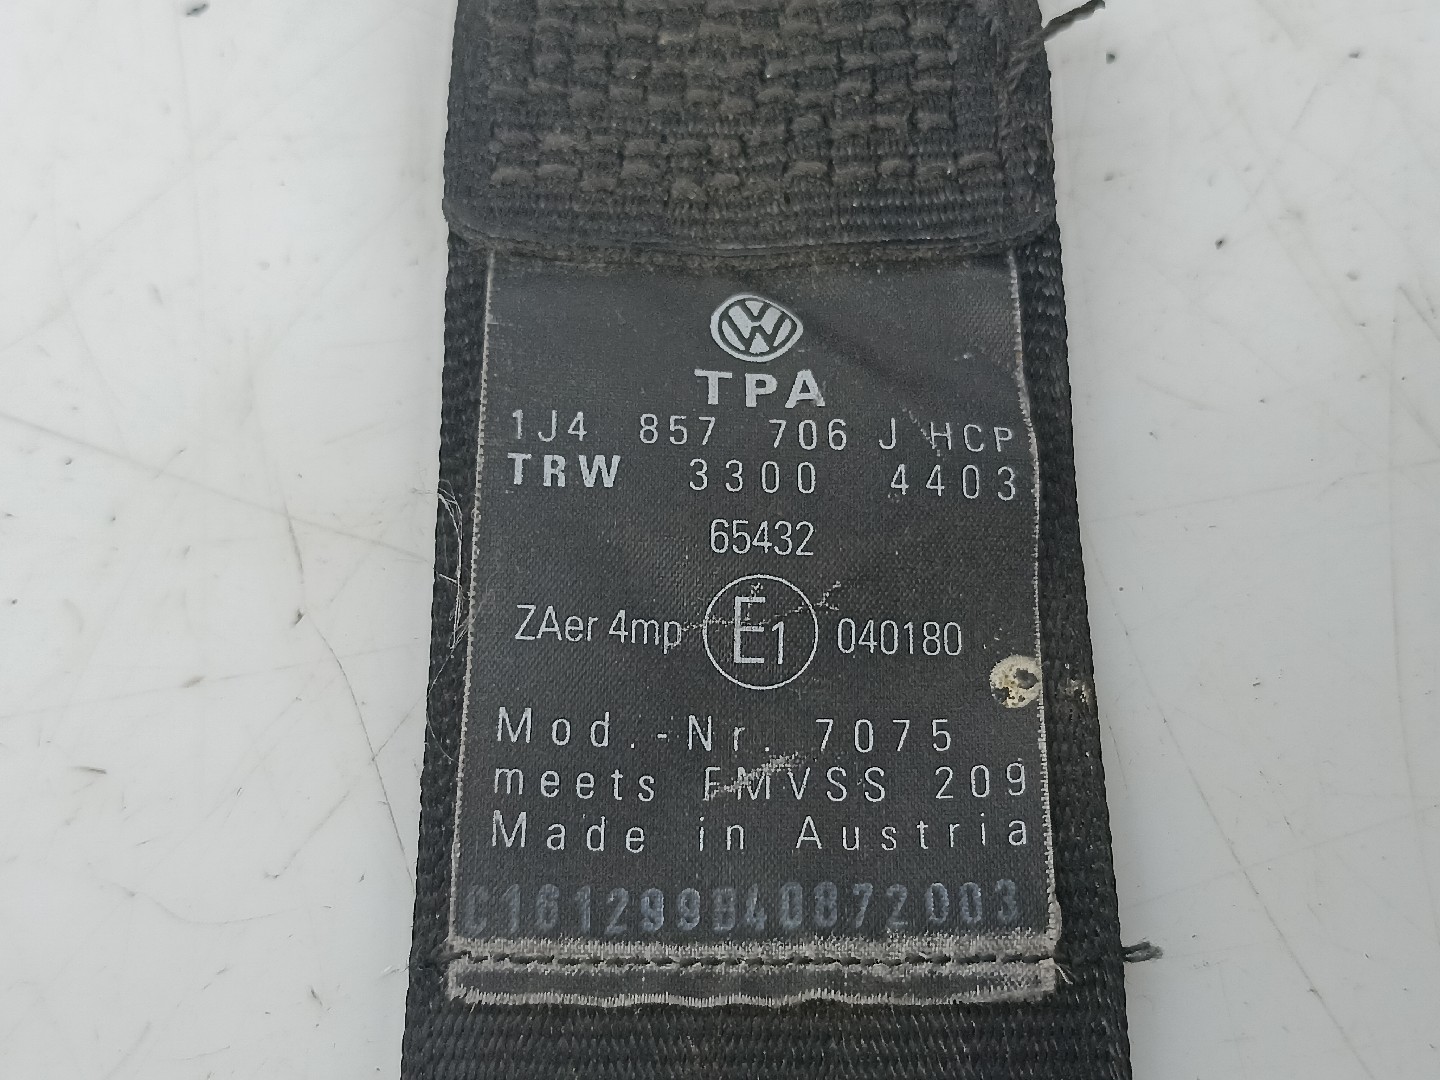 TPA
1J4 857 706 J HCP
TRW 3300 4403
65432
ZAer 4mp E1 040180
Mod.-Nr. 7075
meets FMVSS 209
Made in Austria
C161299B40872003